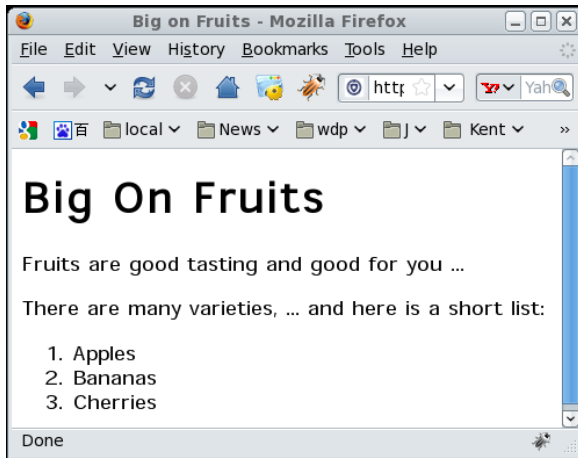 Big on Fruits - Mozilla Firefox
File Edit View History Bookmarks Tools Help
http Yah
百 local News wdp J Kent »
Big On Fruits
Fruits are good tasting and good for you ...
There are many varieties, ... and here is a short list:
1. Apples
2. Bananas
3. Cherries
Done